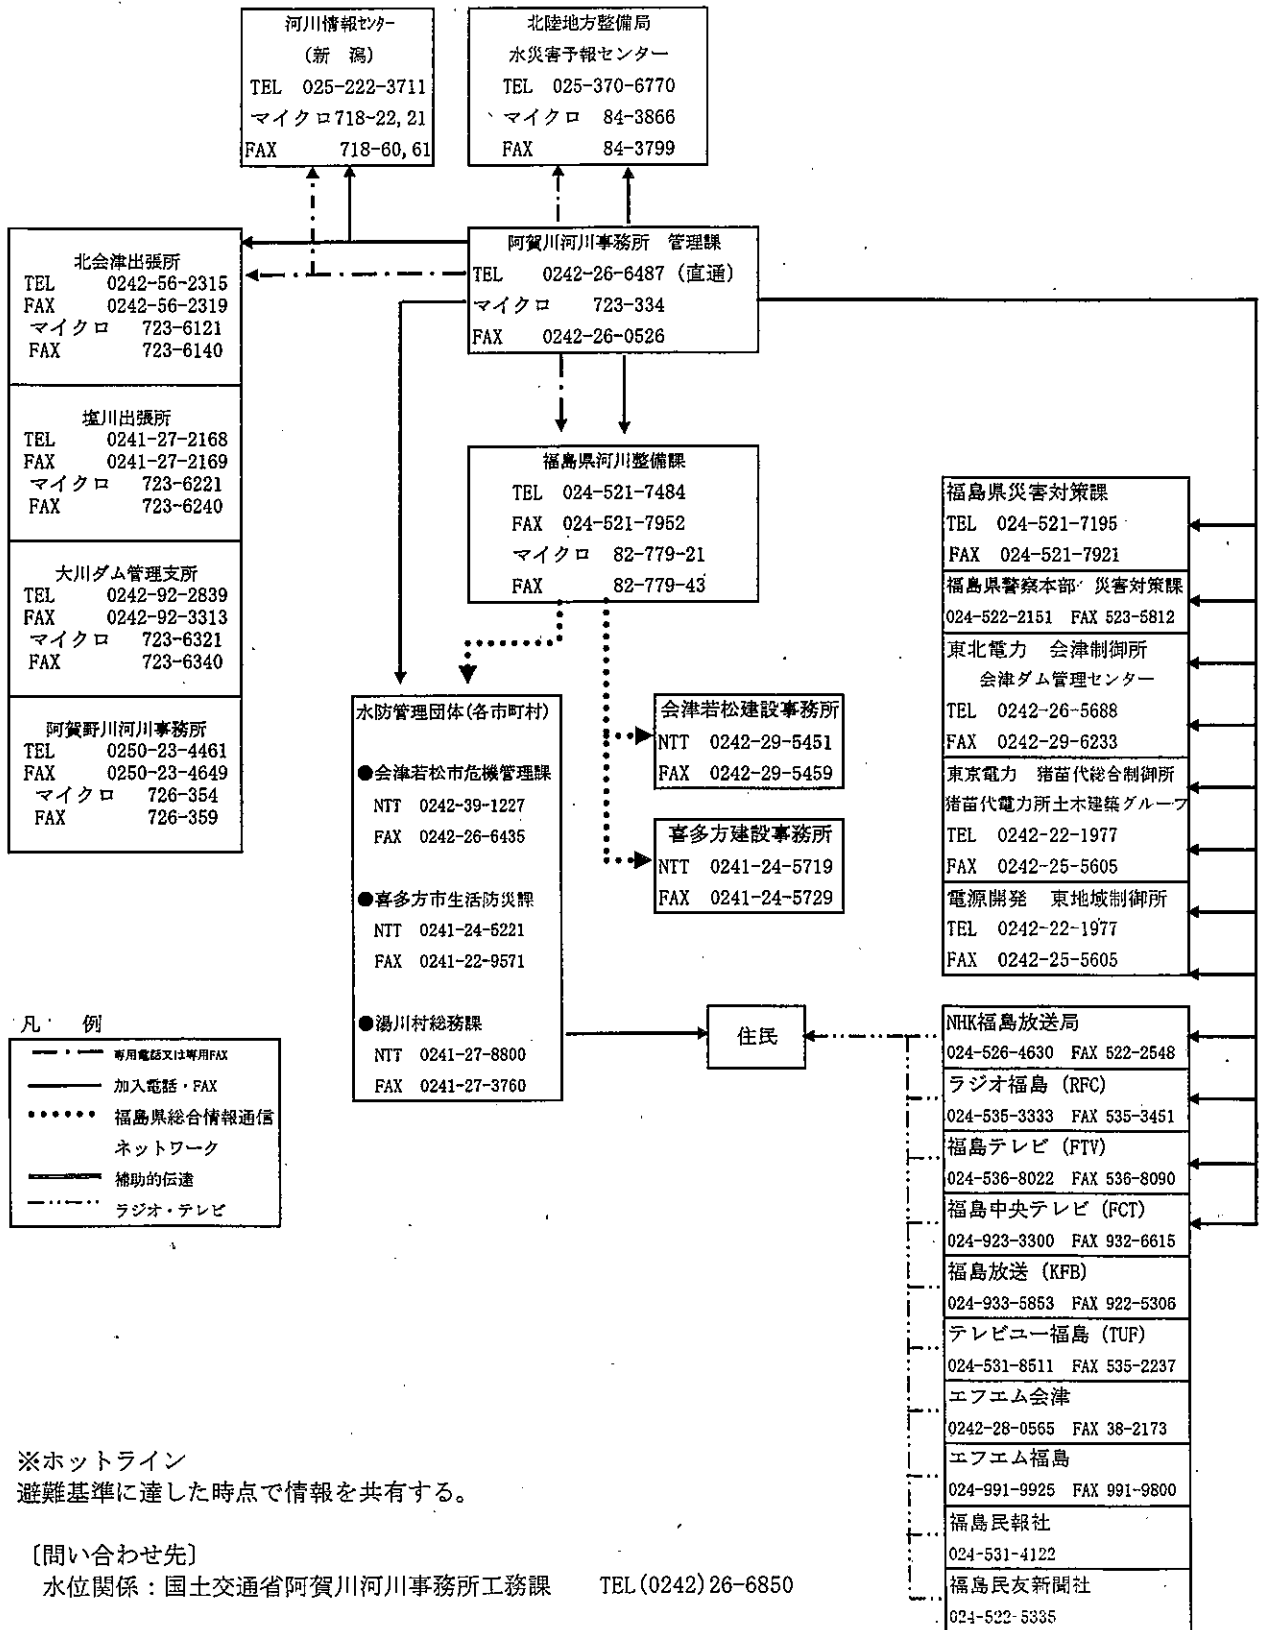 河川情報ｾﾝﾀｰ
(新　潟)
TEL 025-222-3711
マイクロ718-22,21
FAX 718-60,61
北陸地方整備局
水災害予報センター
TEL 025-370-6770
マイクロ 84-3866
FAX 84-3799
阿賀川河川事務所　管理課
TEL 0242-26-6487 (直通)
マイクロ 723-334
FAX 0242-26-0526
北会津出張所
TEL 0242-56-2315
FAX 0242-56-2319
マイクロ 723-6121
FAX 723-6140
塩川出張所
TEL 0241-27-2168
FAX 0241-27-2169
マイクロ 723-6221
FAX 723-6240
大川ダム管理支所
TEL 0242-92-2839
FAX 0242-92-3313
マイクロ 723-6321
FAX 723-6340
阿賀野川河川事務所
TEL 0250-23-4461
FAX 0250-23-4649
マイクロ 726-354
FAX 726-359
福島県河川整備課
TEL 024-521-7484
FAX 024-521-7952
マイクロ 82-779-21
FAX 82-779-43
水防管理団体(各市町村)
●会津若松市危機管理課
NTT 0242-39-1227
FAX 0242-26-6435
●喜多方市生活防災課
NTT 0241-24-5221
FAX 0241-22-9571
●湯川村総務課
NTT 0241-27-8800
FAX 0241-27-3760
会津若松建設事務所
NTT 0242-29-5451
FAX 0242-29-5459
喜多方建設事務所
NTT 0241-24-5719
FAX 0241-24-5729
住民
福島県災害対策課
TEL 024-521-7195
FAX 024-521-7921
福島県警察本部　災害対策課
024-522-2151 FAX 523-5812
東北電力　会津制御所
会津ダム管理センター
TEL 0242-26-5688
FAX 0242-29-6233
東京電力　猪苗代総合制御所
猪苗代電力所土木建築グループ
TEL 0242-22-1977
FAX 0242-25-5605
電源開発　東地域制御所
TEL 0242-22-1977
FAX 0242-25-5605
NHK福島放送局
024-526-4630 FAX 522-2548
ラジオ福島 (RFC)
024-535-3333 FAX 535-3451
福島テレビ (FTV)
024-536-8022 FAX 536-8090
福島中央テレビ (FCT)
024-923-3300 FAX 932-6615
福島放送 (KFB)
024-933-5853 FAX 922-5306
テレビユー福島 (TUF)
024-531-8511 FAX 535-2237
エフエム会津
0242-28-0565 FAX 38-2173
エフエム福島
024-991-9925 FAX 991-9800
福島民報社
024-531-4122
福島民友新聞社
024-522-5335
凡　例
専用電話又は専用FAX
加入電話・FAX
福島県総合情報通信
ネットワーク
補助的伝達
ラジオ・テレビ
※ホットライン
避難基準に達した時点で情報を共有する。
〔問い合わせ先〕
水位関係：国土交通省阿賀川河川事務所工務課　TEL(0242)26-6850